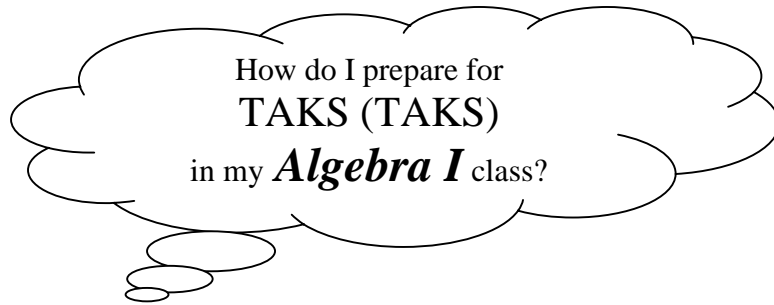 How do I prepare for
TAKS (TAKS)
in my Algebra I class?